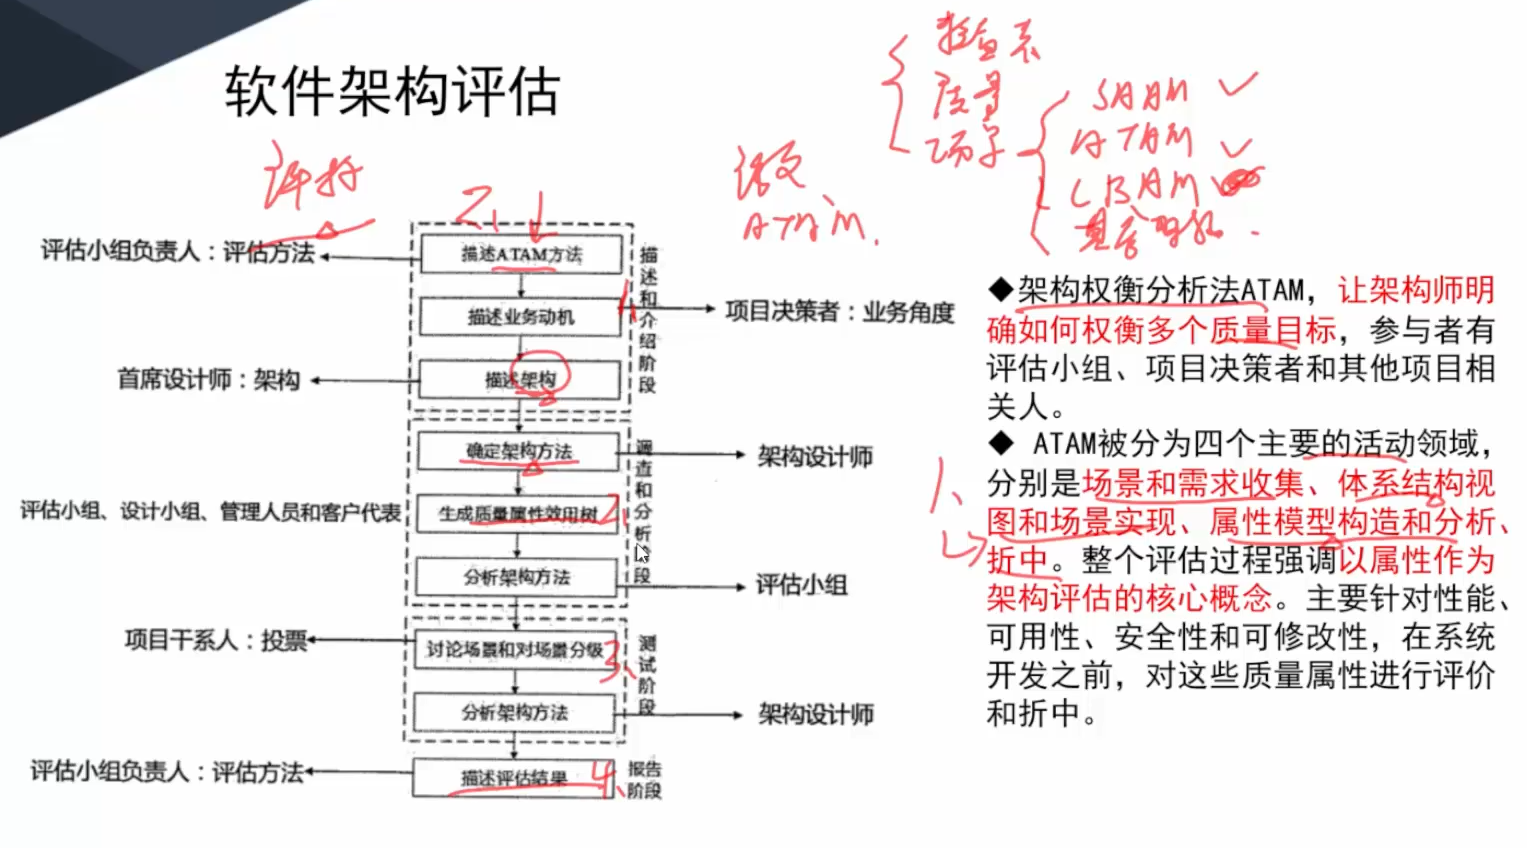 软件架构评估
质量
场景
SAAM
ATAM
CBAM
论文
ATAM.
2、
评估小组负责人：评估方法
描述ATAM方法
描述业务动机
1、
项目决策者：业务角度
首席设计师：架构
描述架构
描述和介绍阶段
确定架构方法
架构设计师
评估小组、设计小组、管理人员和客户代表
生成质量属性效用树
2、
分析架构方法
评估小组
调查和分析
段
项目干系人：投票
讨论场景和对场景分级
3、
分析架构方法
架构设计师
测试阶段
评估小组负责人：评估方法
描述评估结果
4、
报告
阶段
◆架构权衡分析法ATAM，让架构师明
确如何权衡多个质量目标，参与者有
评估小组、项目决策者和其他项目相
关人。
◆ ATAM被分为四个主要的活动领域，
1、
分别是场景和需求收集、体系结构视
图和场景实现、属性模型构造和分析、
折中。整个评估过程强调以属性作为
架构评估的核心概念。主要针对性能、
可用性、安全性和可修改性，在系统
开发之前，对这些质量属性进行评价
和折中。